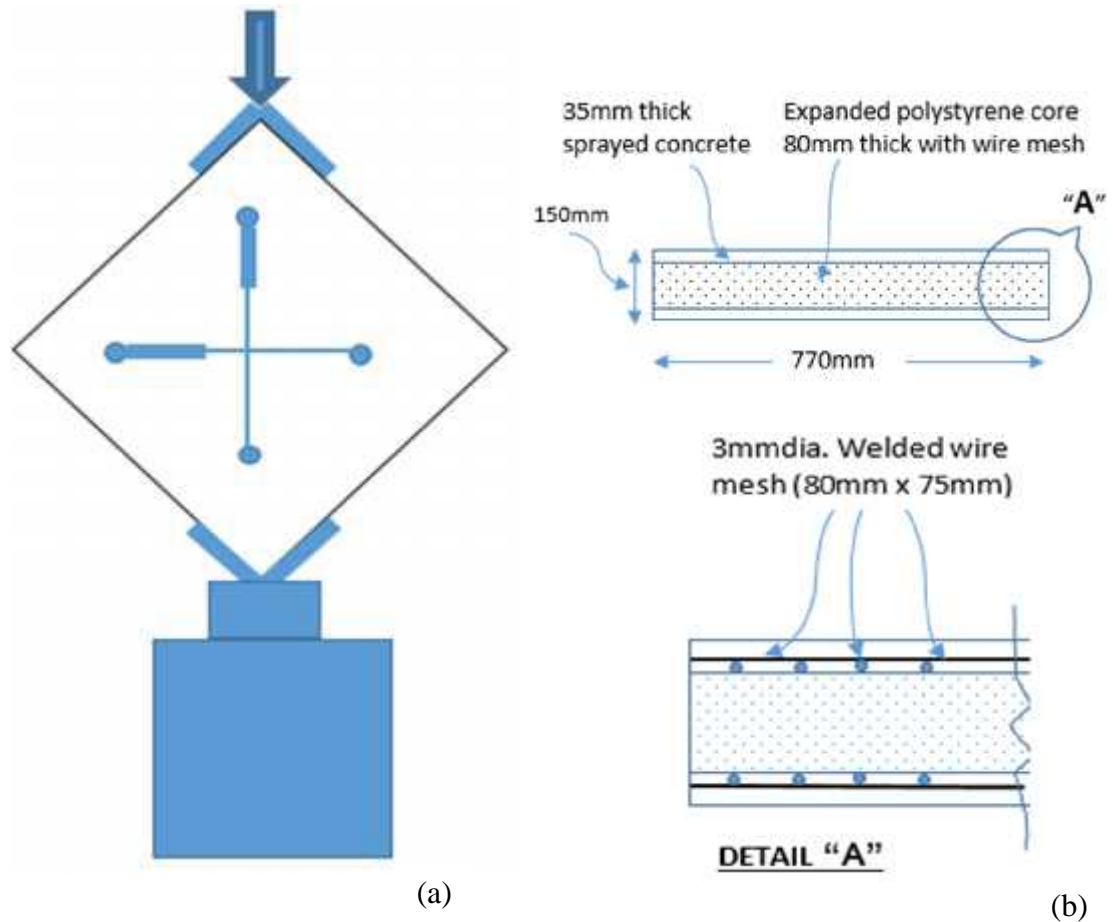 35mm thick
sprayed concrete
Expanded polystyrene core
80mm thick with wire mesh
150mm
"A"
770mm
3mmdia. Welded wire
mesh (80mm x 75mm)
DETAIL "A"
(a)
(b)